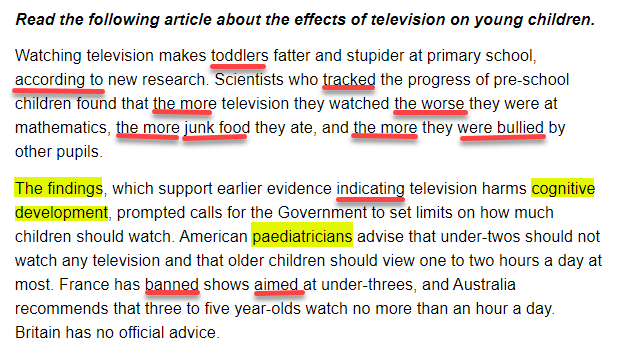 Read the following article about the effects of television on young children.
Watching television makes toddlers fatter and stupider at primary school,
according to new research. Scientists who tracked the progress of pre-school
children found that the more television they watched the worse they were at
mathematics, the more junk food they ate, and the more they were bullied by
other pupils.
The findings, which support earlier evidence indicating television harms cognitive
development, prompted calls for the Government to set limits on how much
children should watch. American paediatricians advise that under-twos should not
watch any television and that older children should view one to two hours a day at
most. France has banned shows aimed at under-threes, and Australia
recommends that three to five year-olds watch no more than an hour a day.
Britain has no official advice.